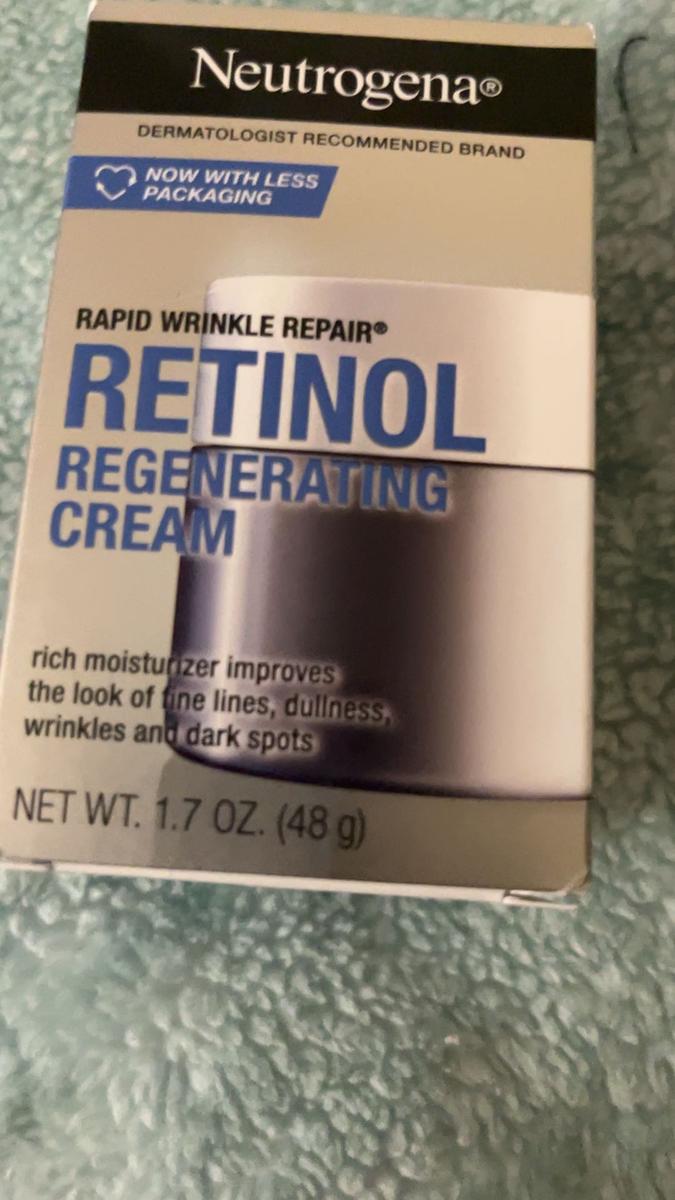 Neutrogena®
DERMATOLOGIST RECOMMENDED BRAND
NOW WITH LESS
PACKAGING
RAPID WRINKLE REPAIR®
RETINOL
REGENERATING
CREAM
rich moisturizer improves
the look of fine lines, dullness,
wrinkles and dark spots
NET WT. 1.7 OZ. (48 g)